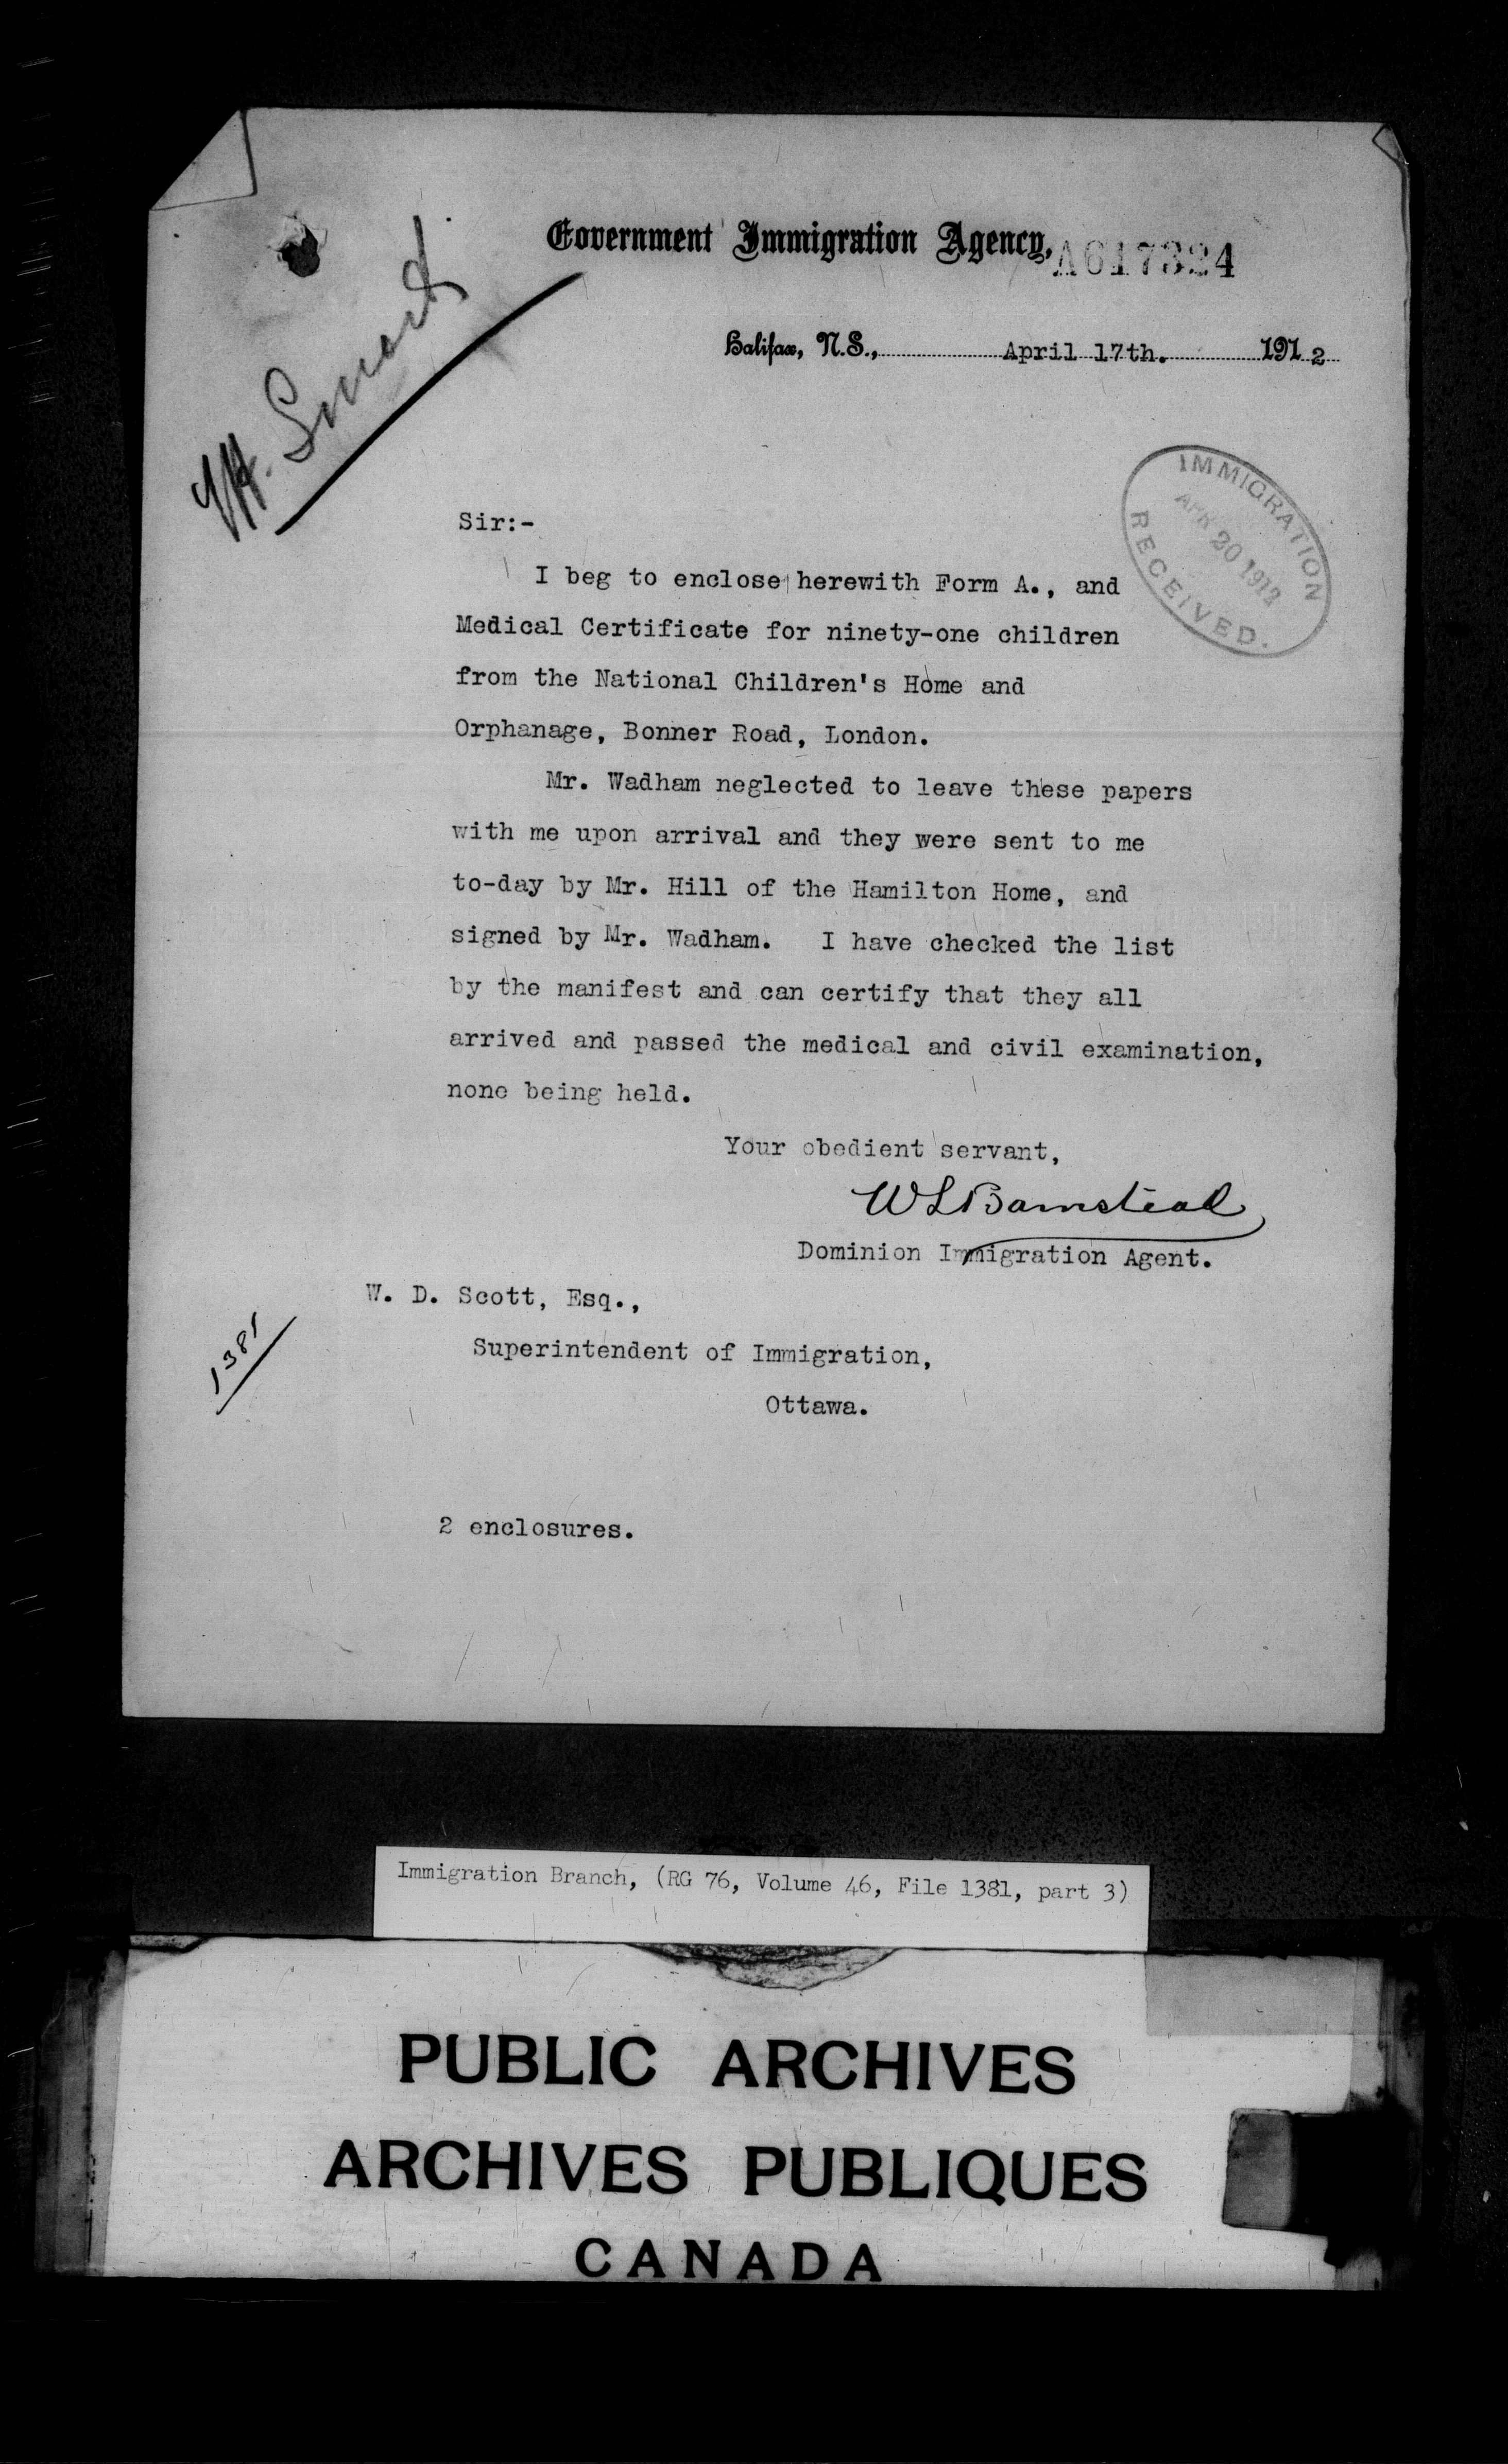 Government Immigration Agency,
A617324
Halifax, N.S., April 17th. 1912
Mr. Smart
IMMIGRATION
APR 20 1912
RECEIVED.
Sir:-
I beg to enclose herewith Form A., and
Medical Certificate for ninety-one children
from the National Children's Home and
Orphanage, Bonner Road, London.
Mr. Wadham neglected to leave these papers
with me upon arrival and they were sent to me
to-day by Mr. Hill of the Hamilton Home, and
signed by Mr. Wadham. I have checked the list
by the manifest and can certify that they all
arrived and passed the medical and civil examination,
none being held.
Your obedient servant,
W L Barnstead
Dominion Immigration Agent.
W. D. Scott, Esq.,
Superintendent of Immigration,
Ottawa.
1381
2 enclosures.
Immigration Branch, (RG 76, Volume 46, File 1381, part 3)
PUBLIC ARCHIVES
ARCHIVES PUBLIQUES
CANADA